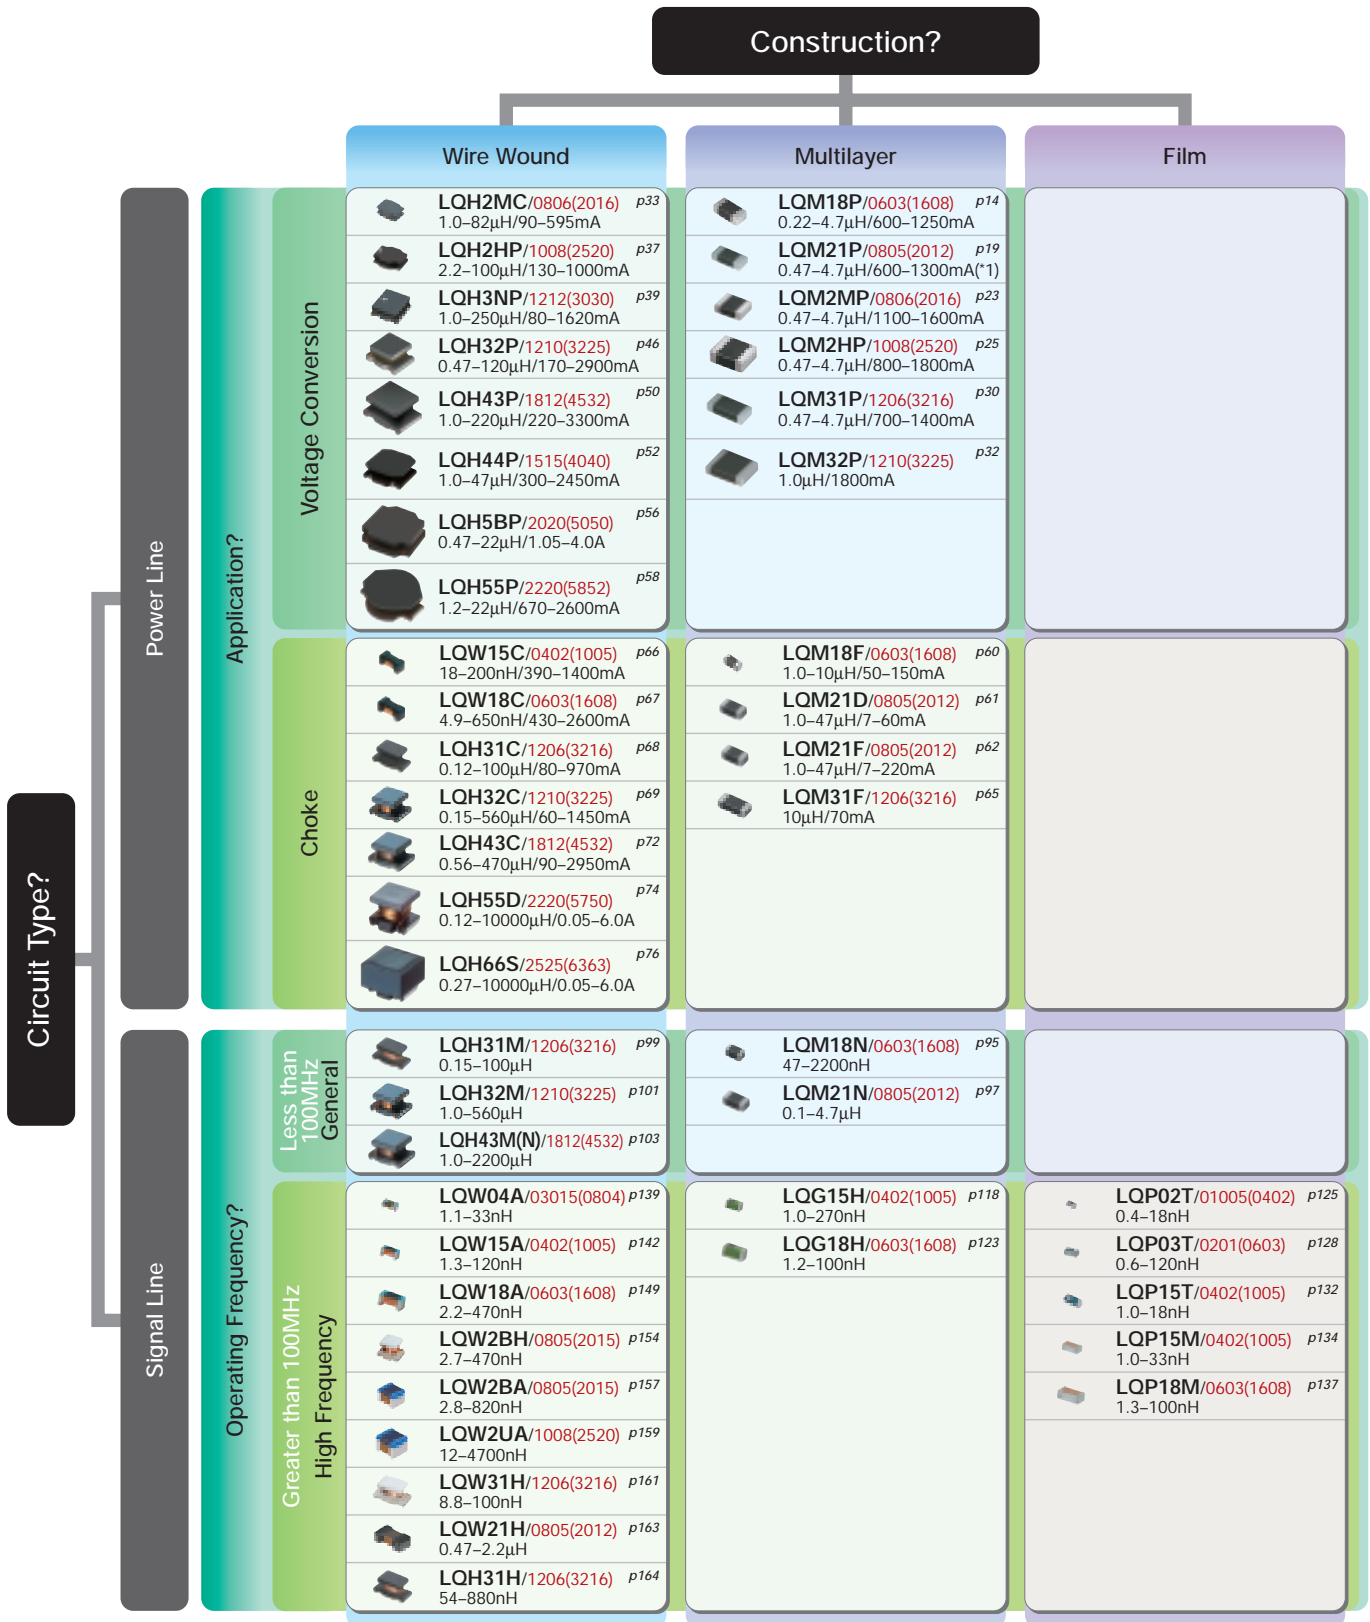 Construction?
Wire Wound
Multilayer
Film
Circuit Type?
Power Line
Application?
Voltage Conversion
LQH2MC/0806(2016) p33
1.0–82µH/90–595mA
LQH2HP/1008(2520) p37
2.2–100µH/130–1000mA
LQH3NP/1212(3030) p39
1.0–250µH/80–1620mA
LQH32P/1210(3225) p46
0.47–120µH/170–2900mA
LQH43P/1812(4532) p50
1.0–220µH/220–3300mA
LQH44P/1515(4040) p52
1.0–47µH/300–2450mA
LQH5BP/2020(5050) p56
0.47–22µH/1.05–4.0A
LQH55P/2220(5852) p58
1.2–22µH/670–2600mA
LQM18P/0603(1608) p14
0.22–4.7µH/600–1250mA
LQM21P/0805(2012) p19
0.47–4.7µH/600–1300mA(*1)
LQM2MP/0806(2016) p23
0.47–4.7µH/1100–1600mA
LQM2HP/1008(2520) p25
0.47–4.7µH/800–1800mA
LQM31P/1206(3216) p30
0.47–4.7µH/700–1400mA
LQM32P/1210(3225) p32
1.0µH/1800mA
Choke
LQW15C/0402(1005) p66
18–200nH/390–1400mA
LQW18C/0603(1608) p67
4.9–650nH/430–2600mA
LQH31C/1206(3216) p68
0.12–100µH/80–970mA
LQH32C/1210(3225) p69
0.15–560µH/60–1450mA
LQH43C/1812(4532) p72
0.56–470µH/90–2950mA
LQH55D/2220(5750) p74
0.12–10000µH/0.05–6.0A
LQH66S/2525(6363) p76
0.27–10000µH/0.05–6.0A
LQM18F/0603(1608) p60
1.0–10µH/50–150mA
LQM21D/0805(2012) p61
1.0–47µH/7–60mA
LQM21F/0805(2012) p62
1.0–47µH/7–220mA
LQM31F/1206(3216) p65
10µH/70mA
Signal Line
Operating Frequency?
Less than
100MHz
General
LQH31M/1206(3216) p99
0.15–100µH
LQH32M/1210(3225) p101
1.0–560µH
LQH43M(N)/1812(4532) p103
1.0–2200µH
LQM18N/0603(1608) p95
47–2200nH
LQM21N/0805(2012) p97
0.1–4.7µH
Greater than 100MHz
High Frequency
LQW04A/03015(0804) p139
1.1–33nH
LQW15A/0402(1005) p142
1.3–120nH
LQW18A/0603(1608) p149
2.2–470nH
LQW2BH/0805(2015) p154
2.7–470nH
LQW2BA/0805(2015) p157
2.8–820nH
LQW2UA/1008(2520) p159
12–4700nH
LQW31H/1206(3216) p161
8.8–100nH
LQW21H/0805(2012) p163
0.47–2.2µH
LQH31H/1206(3216) p164
54–880nH
LQG15H/0402(1005) p118
1.0–270nH
LQG18H/0603(1608) p123
1.2–100nH
LQP02T/01005(0402) p125
0.4–18nH
LQP03T/0201(0603) p128
0.6–120nH
LQP15T/0402(1005) p132
1.0–18nH
LQP15M/0402(1005) p134
1.0–33nH
LQP18M/0603(1608) p137
1.3–100nH